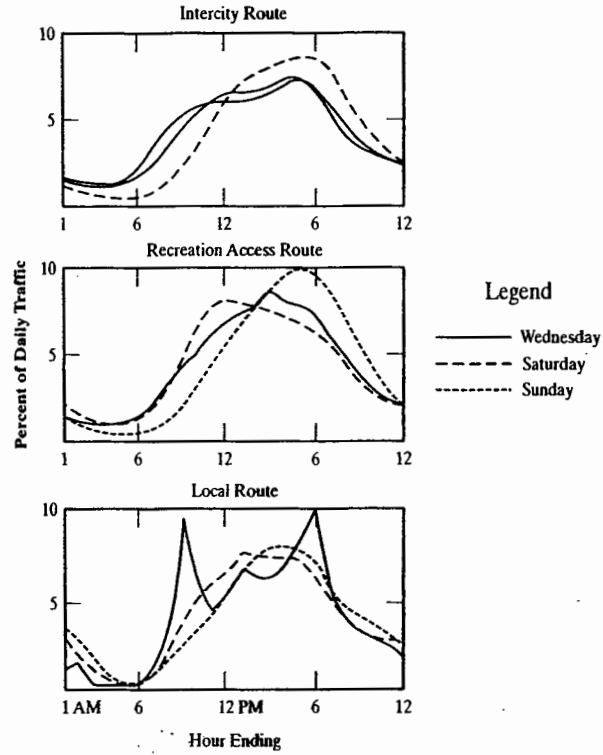 Intercity Route
10
5
1 6 12 6 12
Recreation Access Route
10
5
1 6 12 6 12
Local Route
10
5
1 AM 6 12 PM 6 12
Hour Ending
Percent of Daily Traffic
Legend
Wednesday
Saturday
Sunday